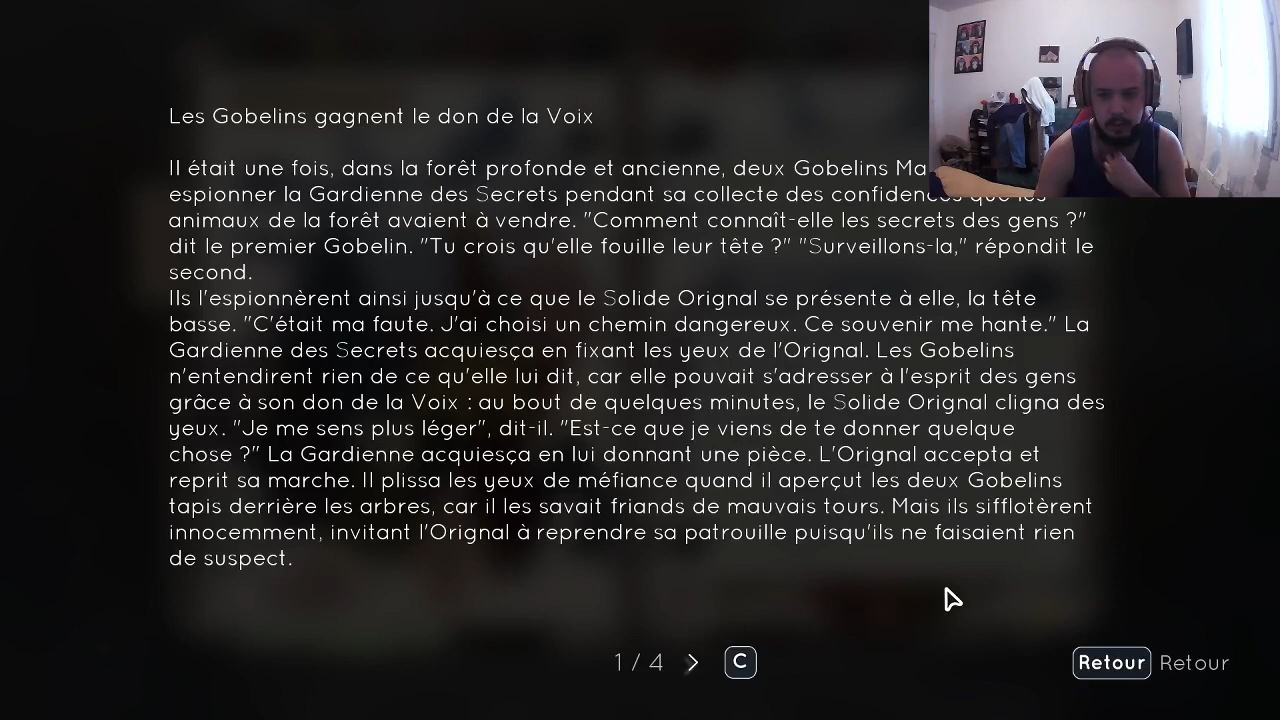 Les Gobelins gagnent le don de la Voix
Il était une fois, dans la forêt profonde et ancienne, deux Gobelins
espionner la Gardienne des Secrets pendant sa collecte des confidences que les
animaux de la forêt avaient à vendre. "Comment connaît-elle les secrets des gens ?"
dit le premier Gobelin. "Tu crois qu'elle fouille leur tête ?" "Surveillons-la," répondit le
second.
Ils l'espionnèrent ainsi jusqu'à ce que le Solide Orignal se présente à elle, la tête
basse. "C'était ma faute. J'ai choisi un chemin dangereux. Ce souvenir me hante." La
Gardienne des Secrets acquiesça en fixant les yeux de l'Orignal. Les Gobelins
n'entendirent rien de ce qu'elle lui dit, car elle pouvait s'adresser à l'esprit des gens
grâce à son don de la Voix : au bout de quelques minutes, le Solide Orignal cligna des
yeux. "Je me sens plus léger", dit-il. "Est-ce que je viens de te donner quelque
chose ?" La Gardienne acquiesça en lui donnant une pièce. L'Orignal accepta et
reprit sa marche. Il plissa les yeux de méfiance quand il aperçut les deux Gobelins
tapis derrière les arbres, car il les savait friands de mauvais tours. Mais ils sifflotèrent
innocemment, invitant l'Orignal à reprendre sa patrouille puisqu'ils ne faisaient rien
de suspect.
1 / 4 > C
Retour Retour